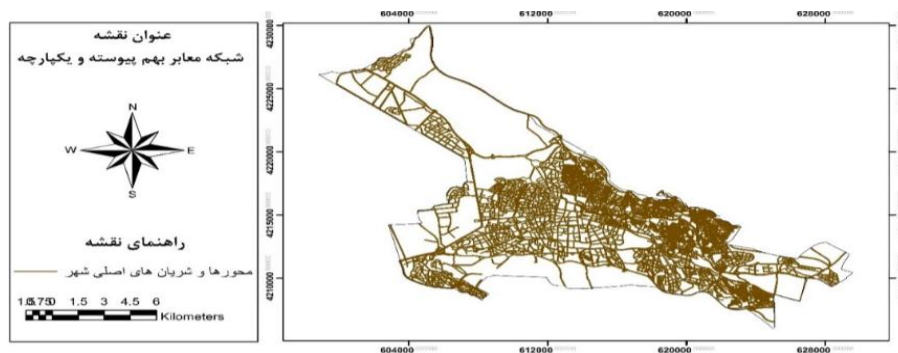 عنوان نقشه
شبکه معابر بهم پیوسته و یکپارچه
N
W E
S
راهنمای نقشه
محورها و شریان های اصلی شهر
0 1.5 3 4.5 6
Kilometers
604000 612000 620000 628000
4230000
4225000
4220000
4215000
4210000
604000 612000 620000 628000